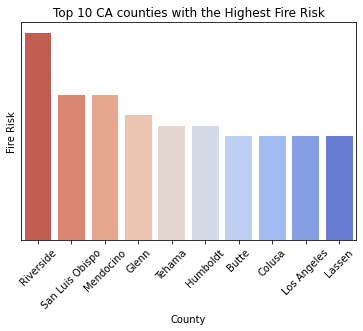 Top 10 CA counties with the Highest Fire Risk
Fire Risk
Riverside
San Luis Obispo
Mendocino
Glenn
Tehama
Humboldt
Butte
Colusa
Los Angeles
Lassen
County